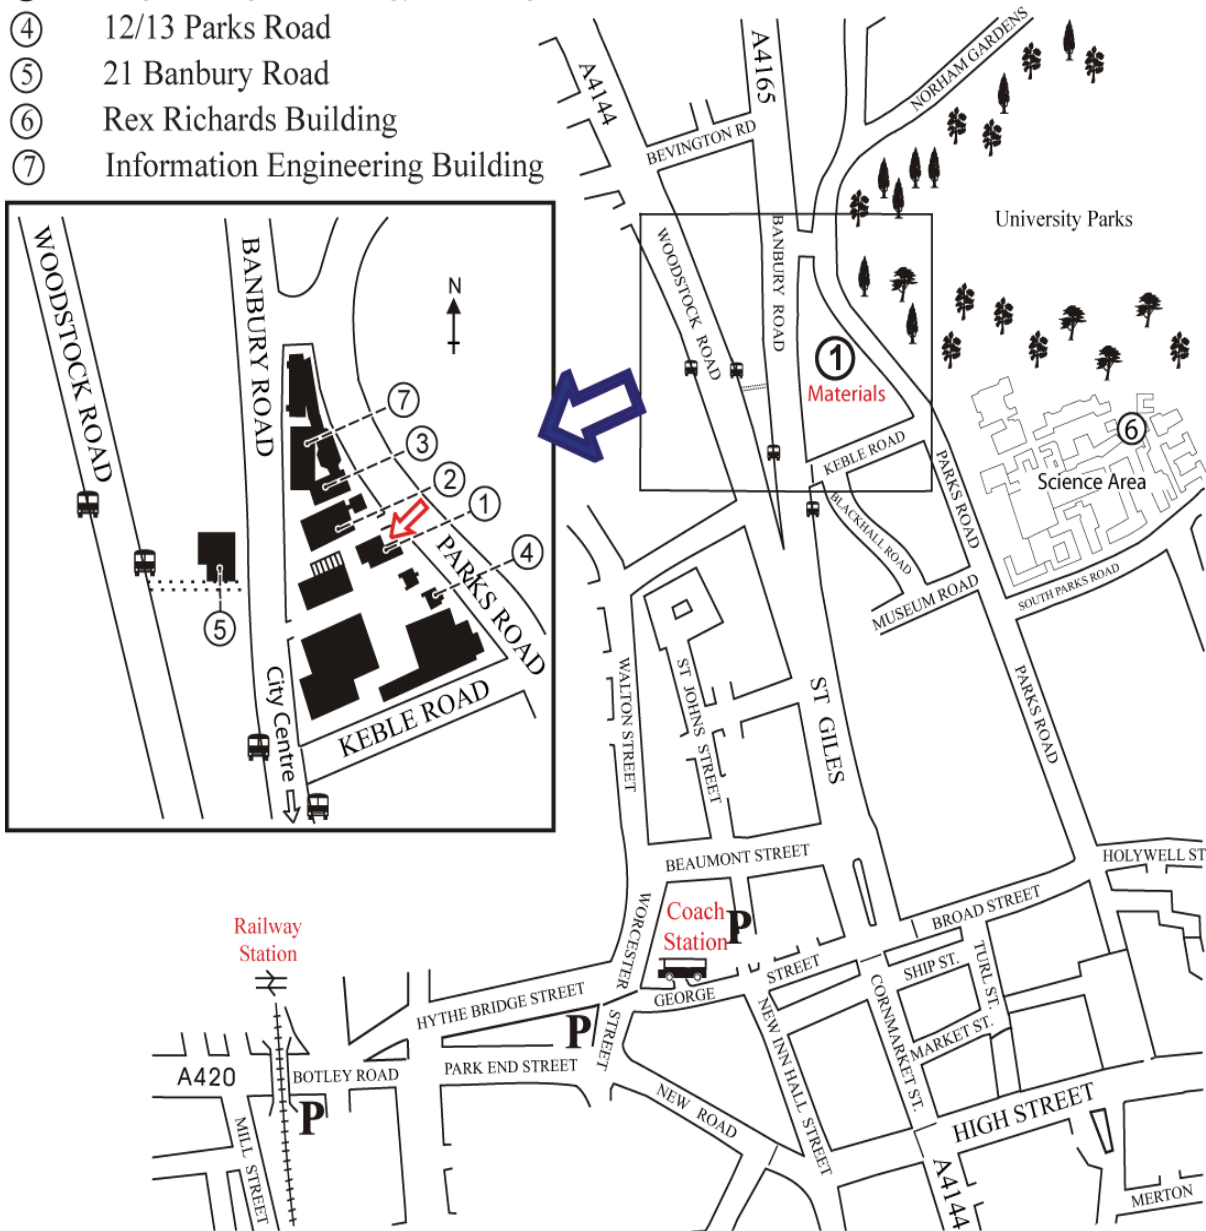 ④ 12/13 Parks Road
⑤ 21 Banbury Road
⑥ Rex Richards Building
⑦ Information Engineering Building
WOODSTOCK ROAD
BANBURY ROAD
N
7
3
2
1
4
5
PARKS ROAD
KEBLE ROAD
City Centre
A4144
A4165
NORHAM GARDENS
BEVINGTON RD
University Parks
WOODSTOCK ROAD
BANBURY ROAD
1
Materials
6
KEBLE ROAD
PARKS ROAD
Science Area
BLACKHALL ROAD
MUSEUM ROAD
SOUTH PARKS ROAD
WALTON STREET
ST JOHNS STREET
ST GILES
PARKS ROAD
BEAUMONT STREET
HOLYWELL ST
Railway
Station
WORCESTER
STREET
Coach
Station
P
BROAD STREET
GEORGE
STREET
SHIP ST.
TURL ST.
HYTHE BRIDGE STREET
P
CORNMARKET ST.
MARKET ST.
NEW INN HALL STREET
A420
BOTLEY ROAD
PARK END STREET
P
MILL STREET
NEW ROAD
HIGH STREET
A4144
MERTON